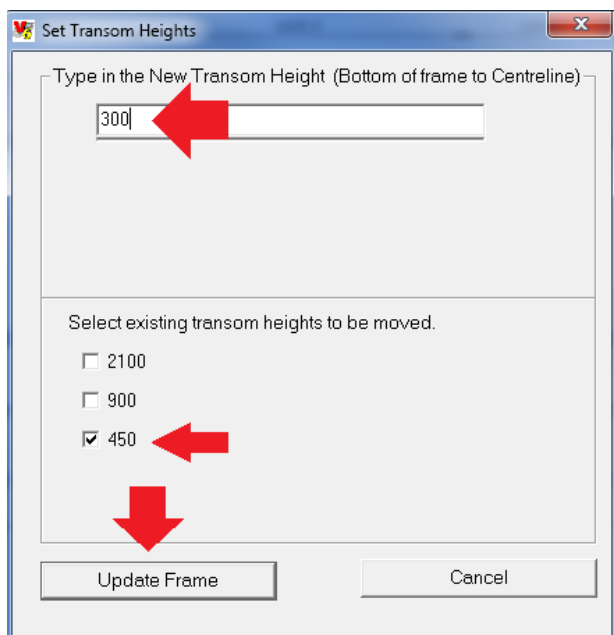 Set Transom Heights
Type in the New Transom Height (Bottom of frame to Centreline)
300
Select existing transom heights to be moved.
2100
900
450
Update Frame
Cancel